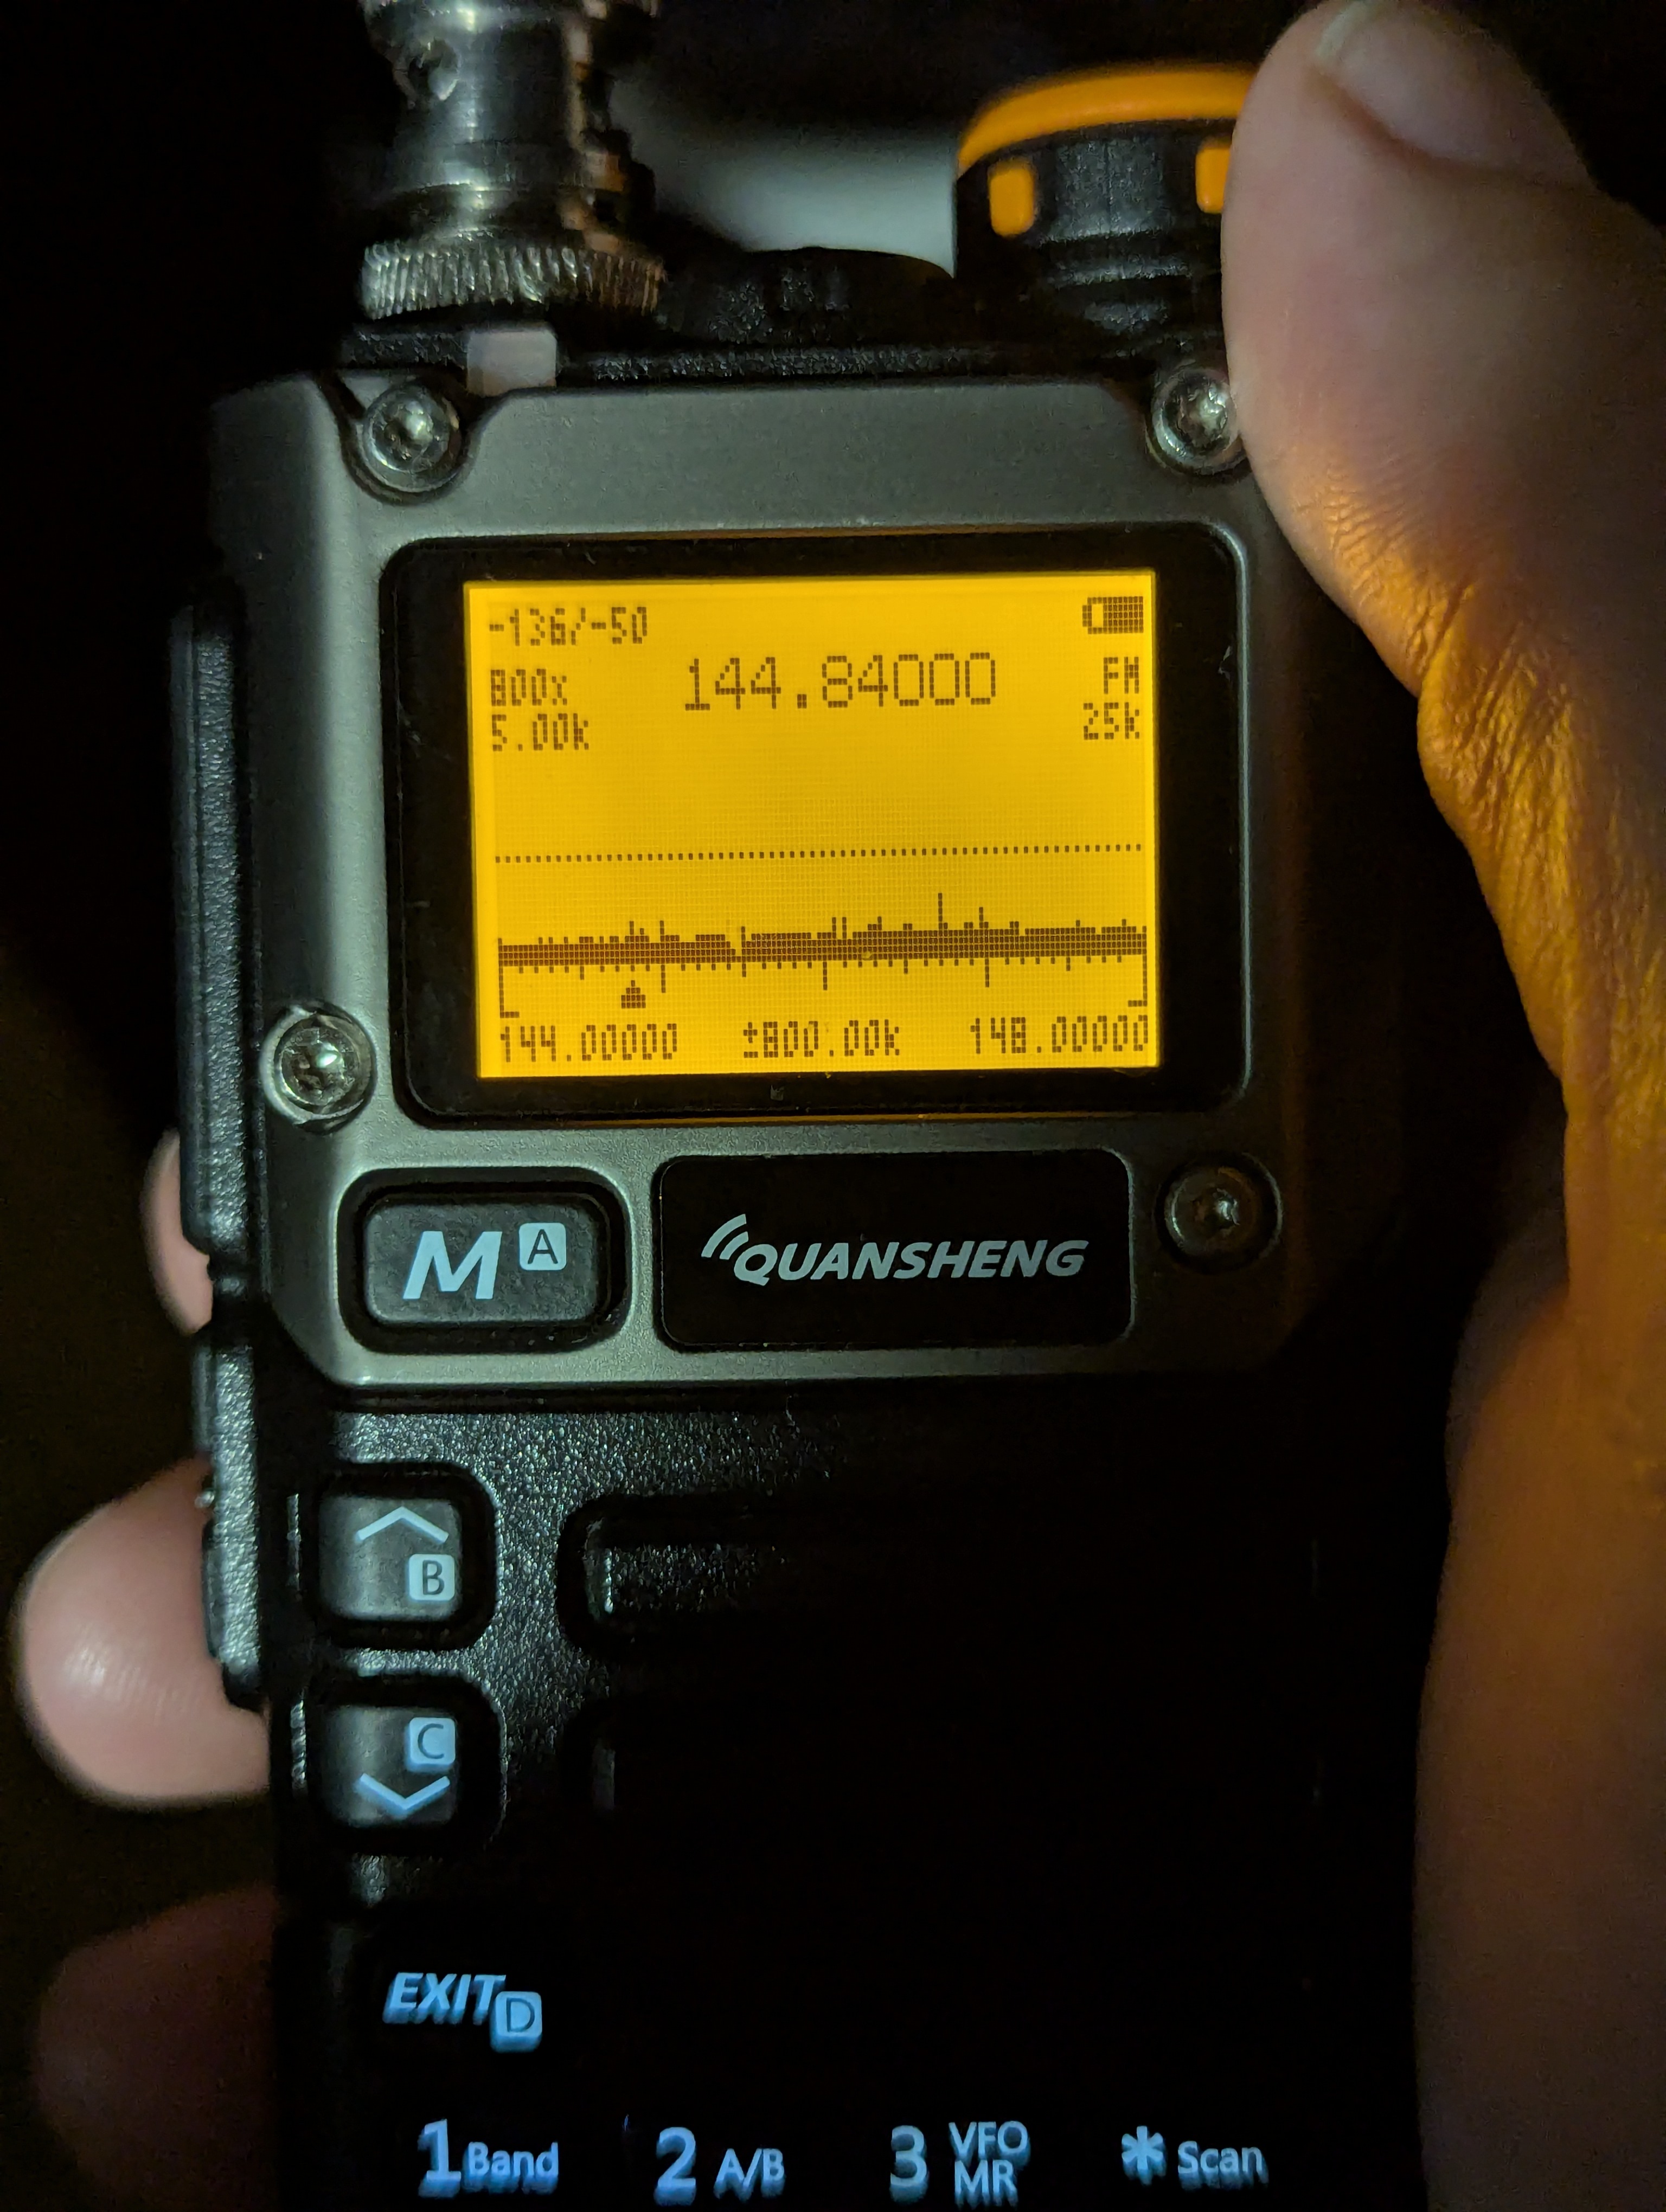 -136/-50
800x
144.84000
FM
5.00k
25k
144.00000 ±800.00k 148.00000
M A
QUANSHENG
B
C
EXIT D
1 Band 2 A/B 3 VFO MR * Scan